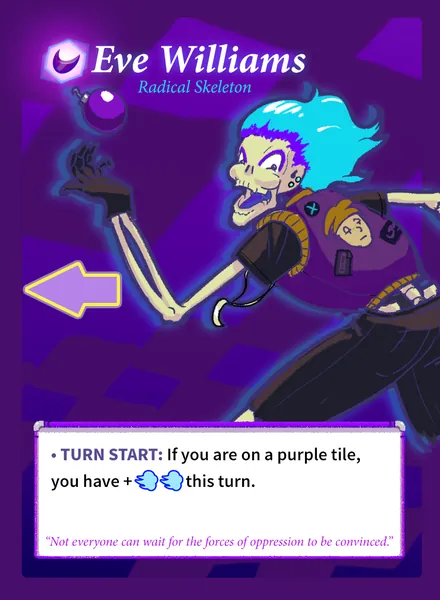 Eve Williams
Radical Skeleton
• TURN START: If you are on a purple tile,
you have + this turn.
“Not everyone can wait for the forces of oppression to be convinced.”